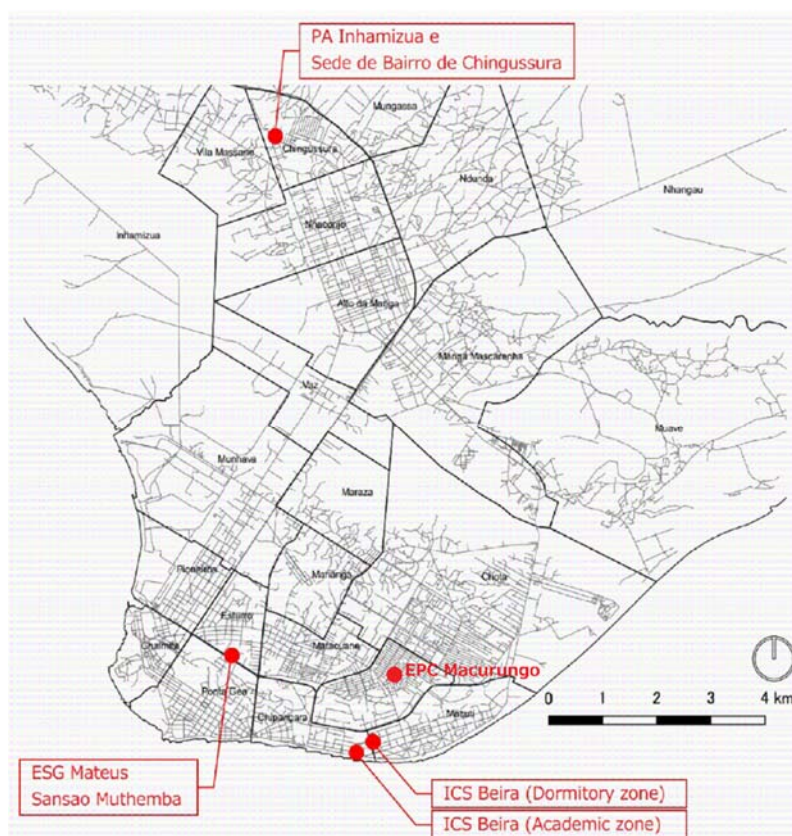 PA Inhamizua e
Sede de Bairro de Chingussura
Mungassa
Vila Massane
Chingussura
Ndunda
Nhangau
Nhaconjo
Inhamizua
Alto da Manga
Manga Mascarenha
Vaz
Muave
Munhava
Maraza
Mananga
Chota
Pioneiros
Esturro
Chaimite
Matacuane
EPC Macurungo
Ponta Gea
Chipangara
Macuti
0 1 2 3 4 km
ESG Mateus
Sansao Muthemba
ICS Beira (Dormitory zone)
ICS Beira (Academic zone)